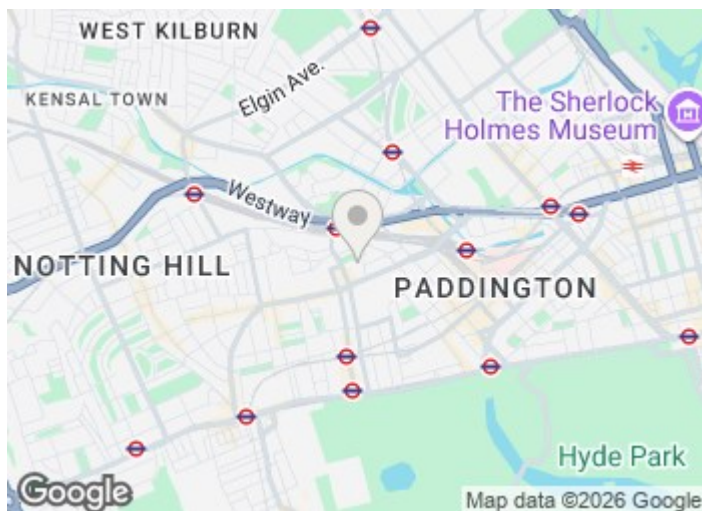 WEST KILBURN
Elgin Ave.
KENSAL TOWN
The Sherlock
Holmes Museum
Westway
NOTTING HILL
PADDINGTON
Hyde Park
Google
Map data ©2026 Google